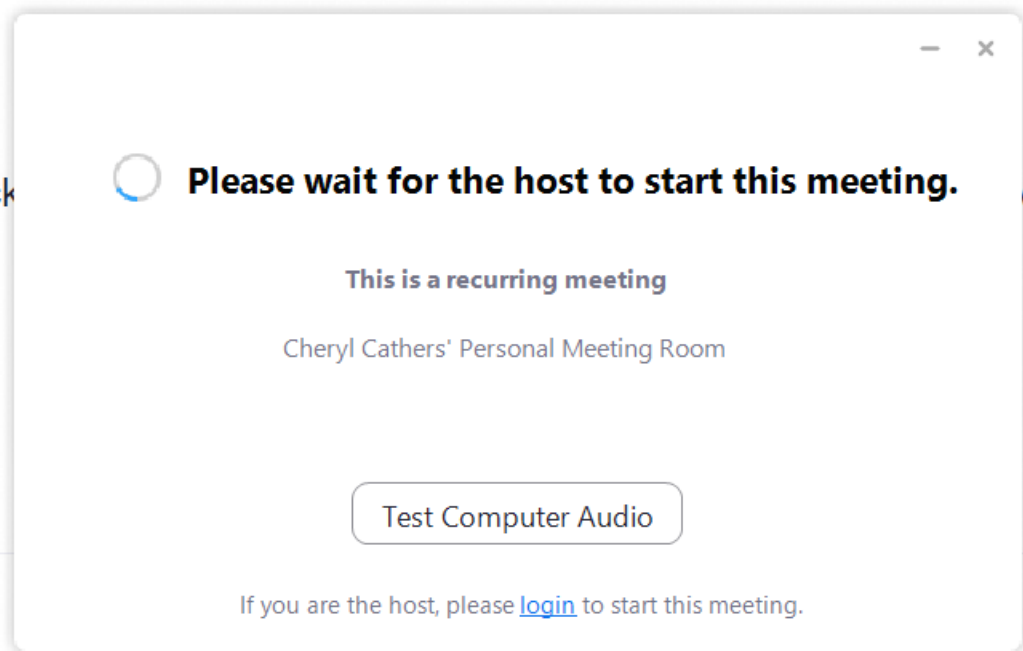 Please wait for the host to start this meeting.
This is a recurring meeting
Cheryl Cathers' Personal Meeting Room
Test Computer Audio
If you are the host, please login to start this meeting.